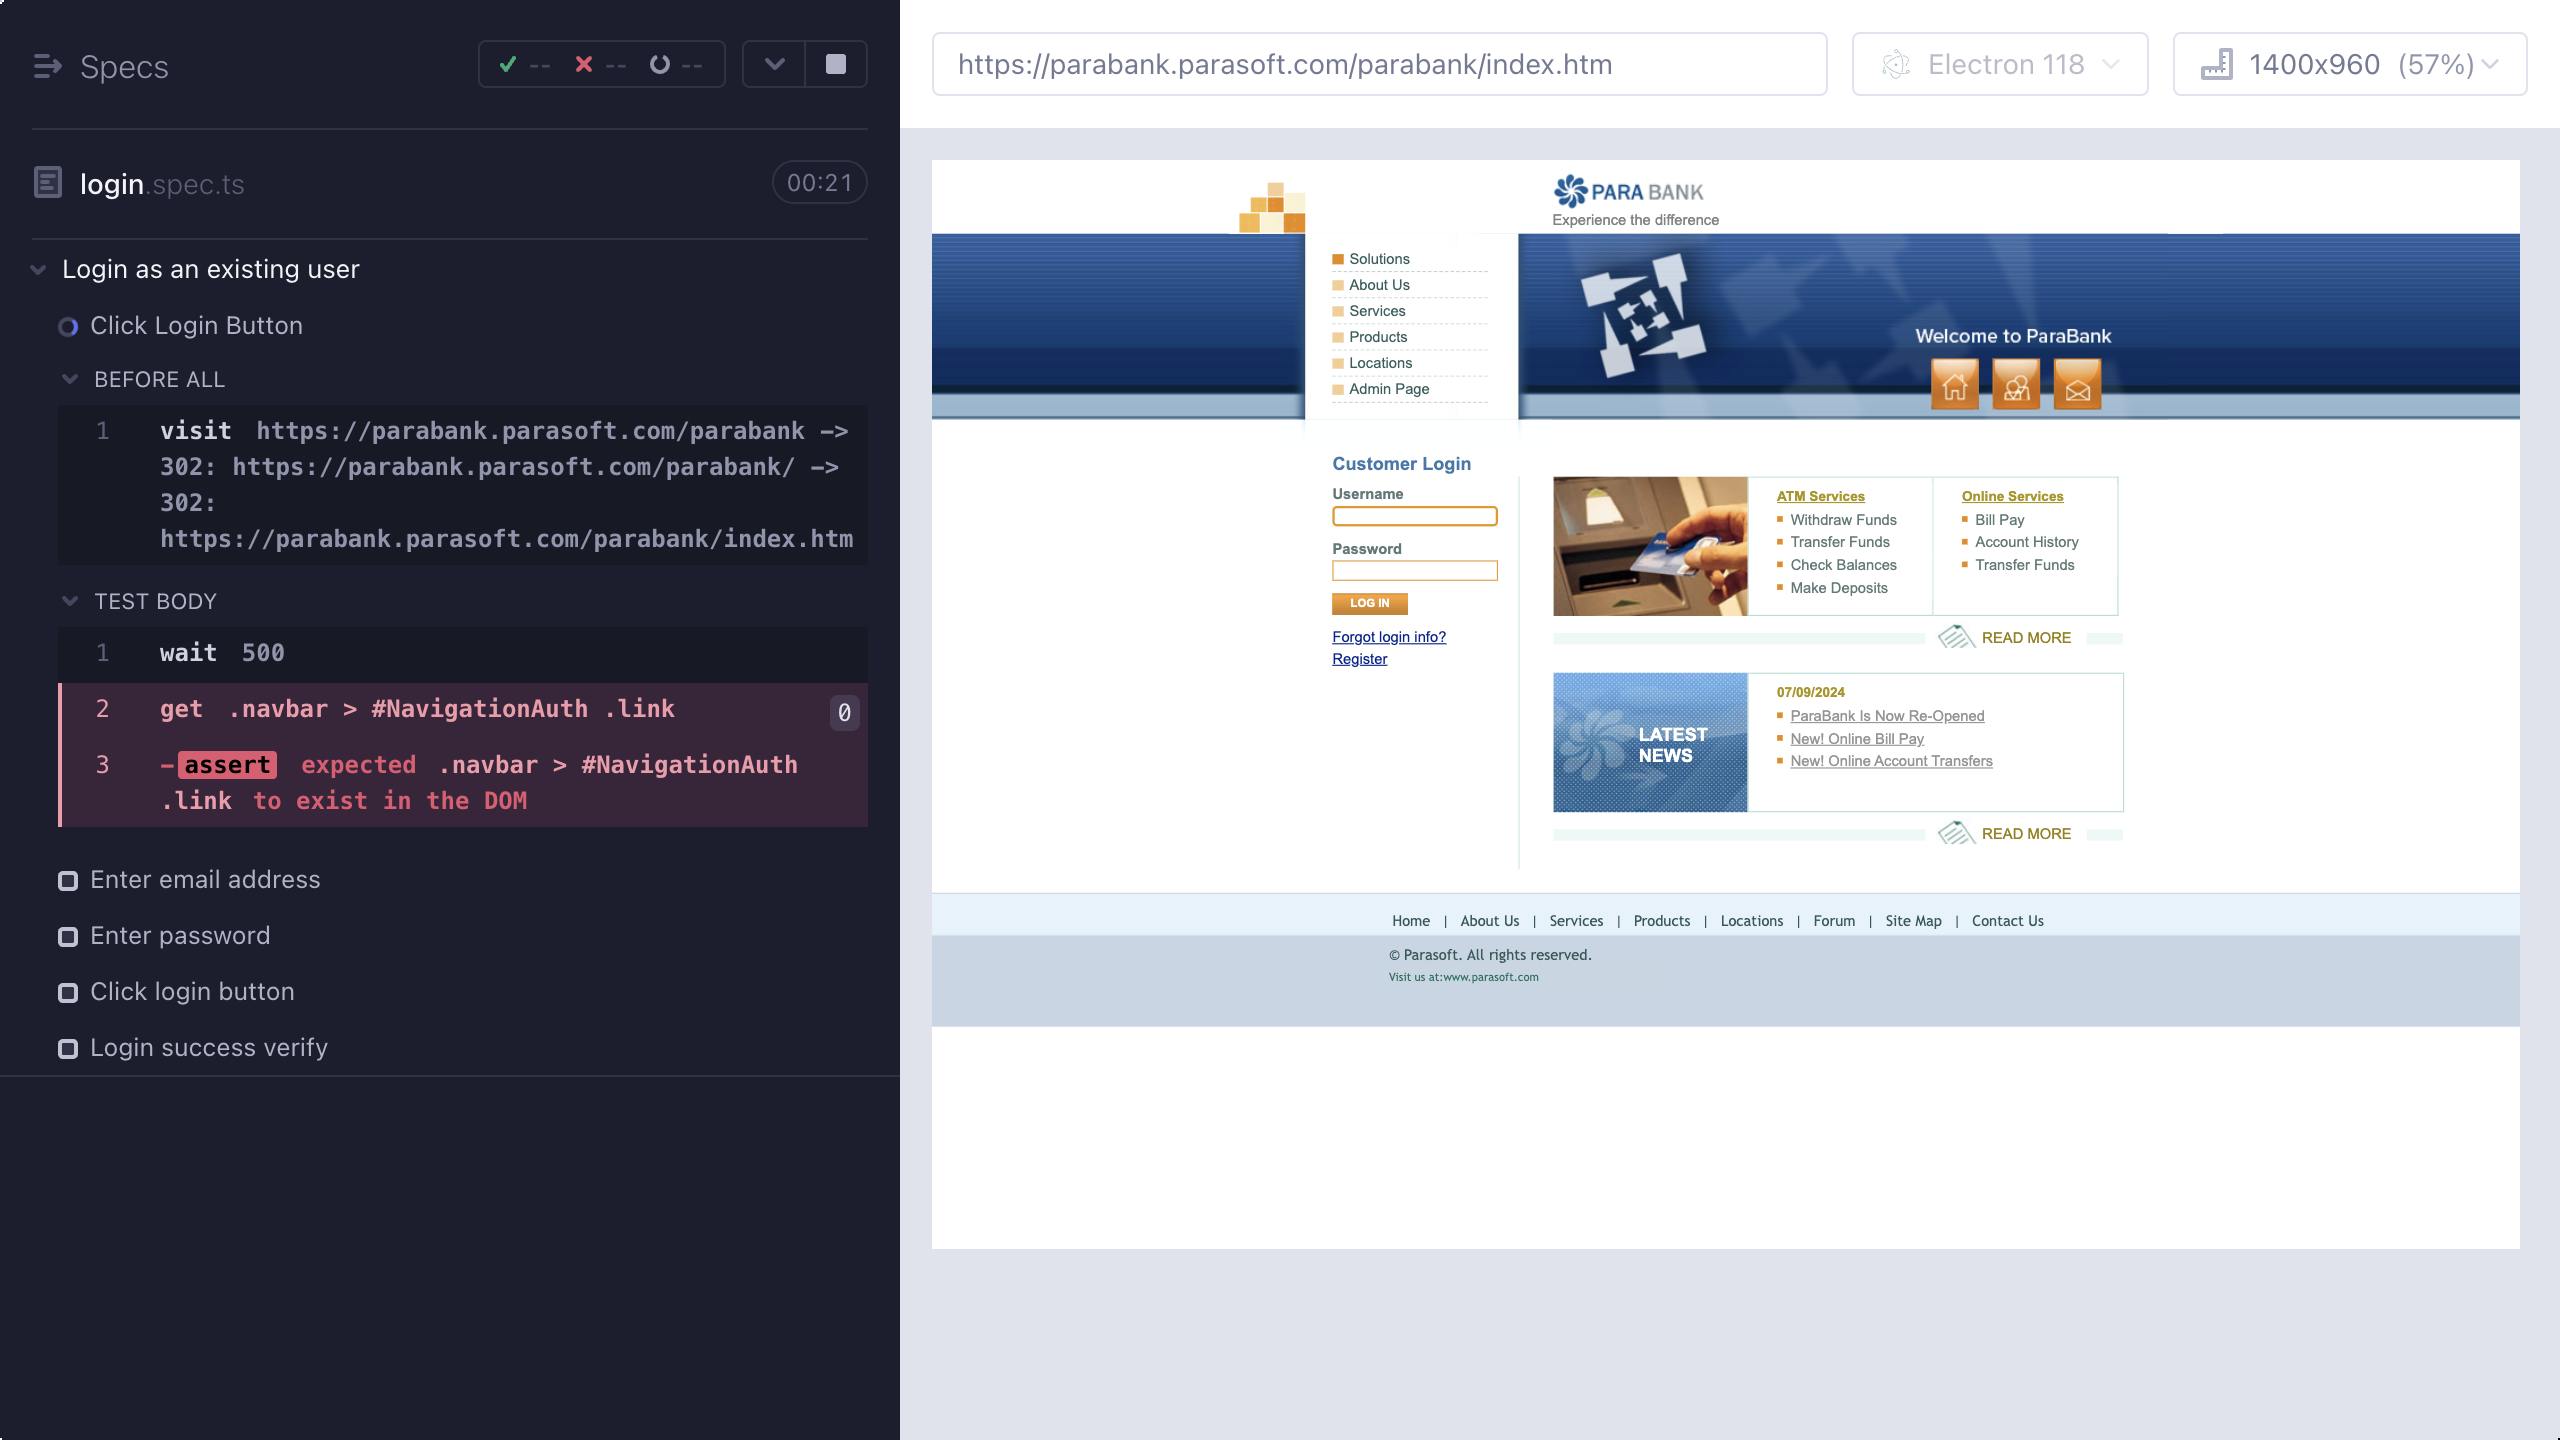 Specs
-- -- --
login.spec.ts
00:21
Login as an existing user
Click Login Button
BEFORE ALL
1 visit https://parabank.parasoft.com/parabank ->
302: https://parabank.parasoft.com/parabank/ ->
302:
https://parabank.parasoft.com/parabank/index.htm
TEST BODY
1 wait 500
2 get .navbar > #NavigationAuth .link 0
3 -assert expected .navbar > #NavigationAuth
.link to exist in the DOM
Enter email address
Enter password
Click login button
Login success verify
https://parabank.parasoft.com/parabank/index.htm
Electron 118
1400x960 (57%)
PARA BANK
Experience the difference
Solutions
About Us
Services
Products
Locations
Admin Page
Welcome to ParaBank
Customer Login
Username
Password
LOG IN
Forgot login info?
Register
ATM Services
Withdraw Funds
Transfer Funds
Check Balances
Make Deposits
Online Services
Bill Pay
Account History
Transfer Funds
READ MORE
LATEST
NEWS
07/09/2024
ParaBank Is Now Re-Opened
New! Online Bill Pay
New! Online Account Transfers
READ MORE
Home | About Us | Services | Products | Locations | Forum | Site Map | Contact Us
© Parasoft. All rights reserved.
Visit us at:www.parasoft.com